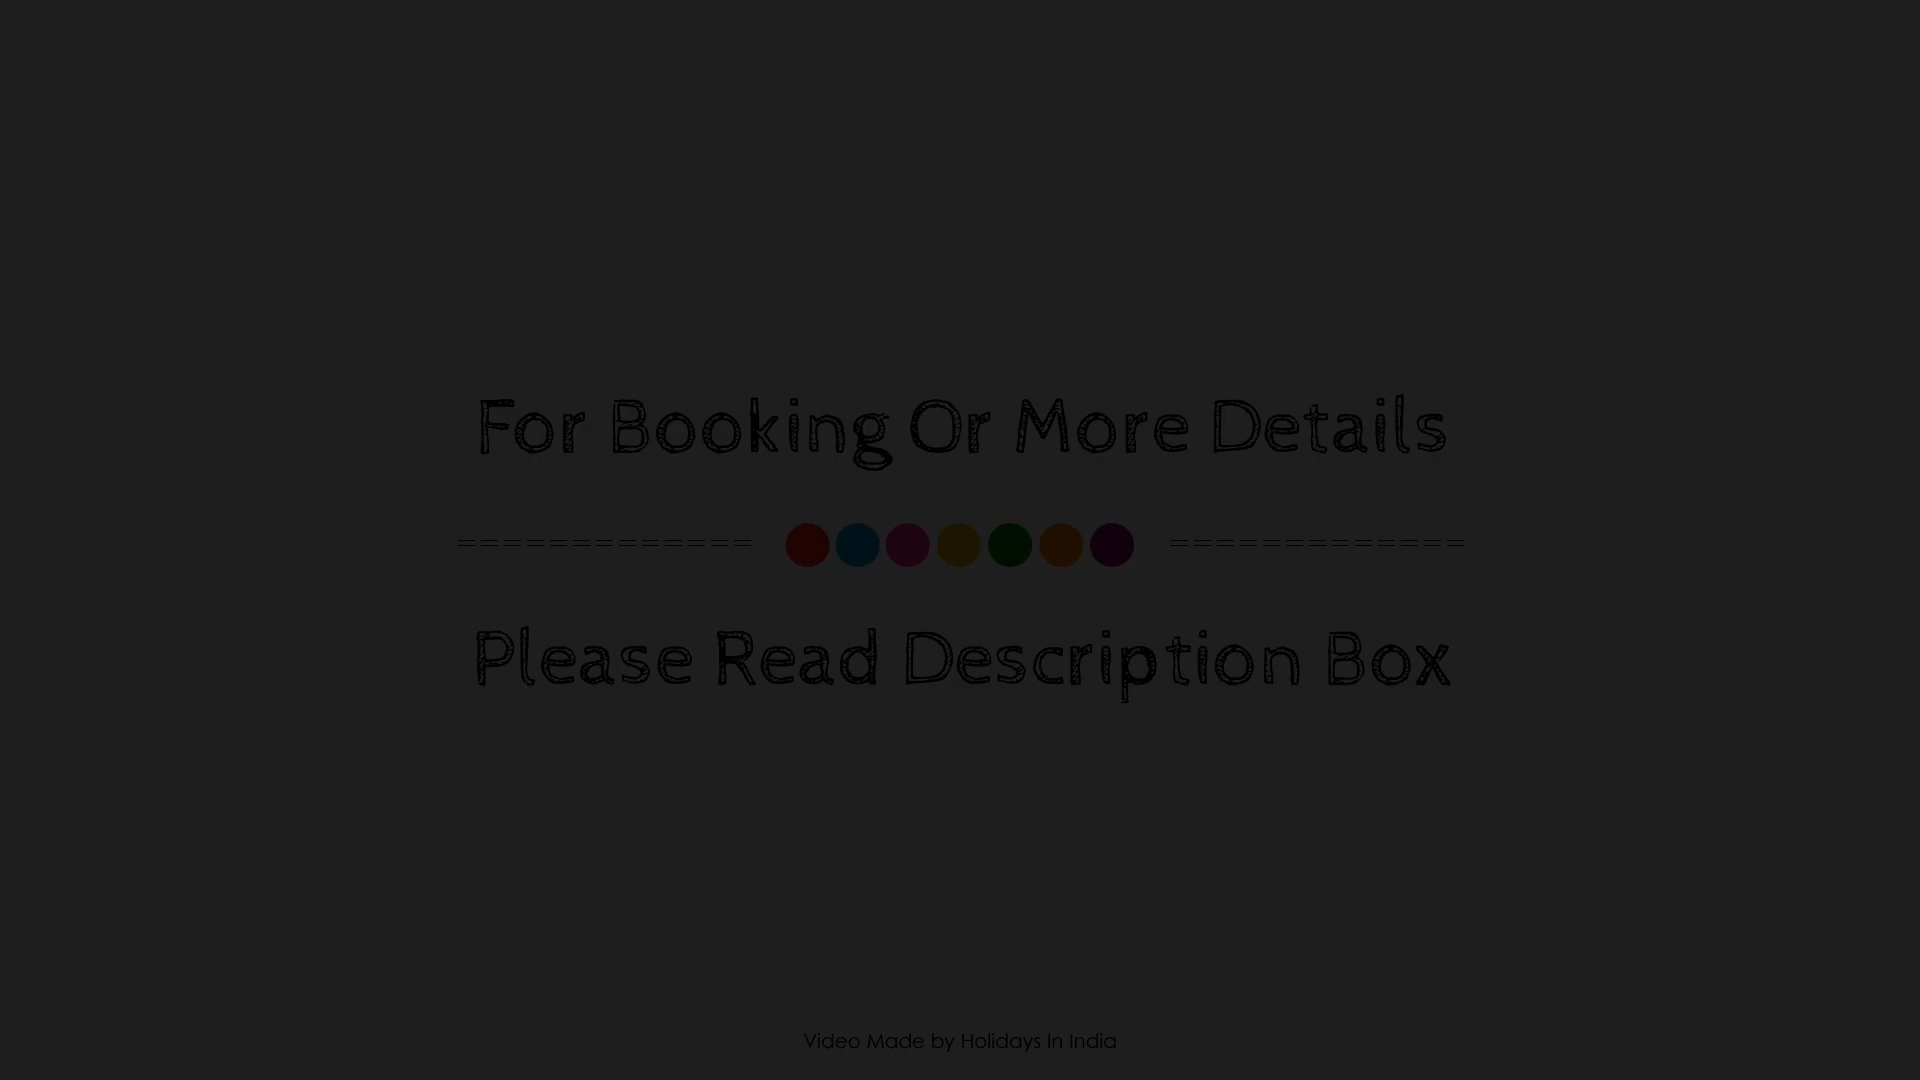 For Booking Or More Details
============= =============
Please Read Description Box
Video Made by Holidays In India